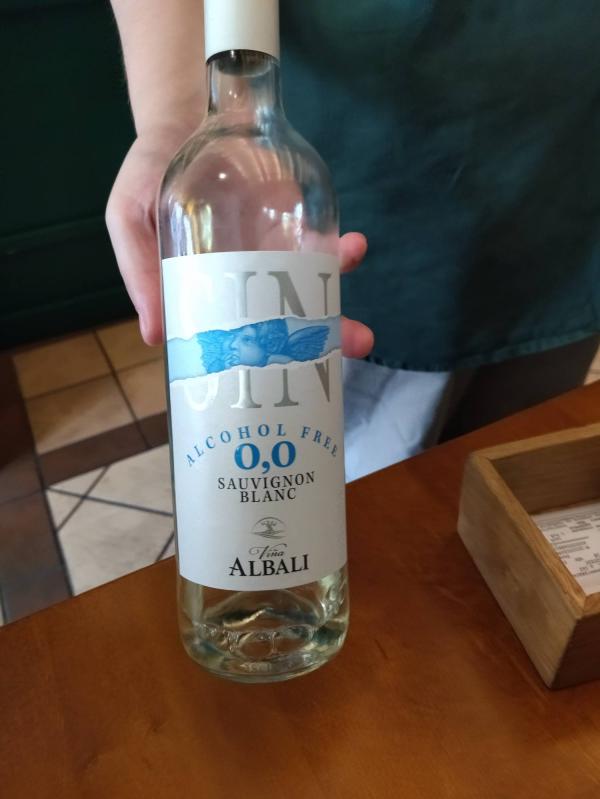 SIN
ALCOHOL FREE
0,0
SAUVIGNON
BLANC
Viña
ALBALI